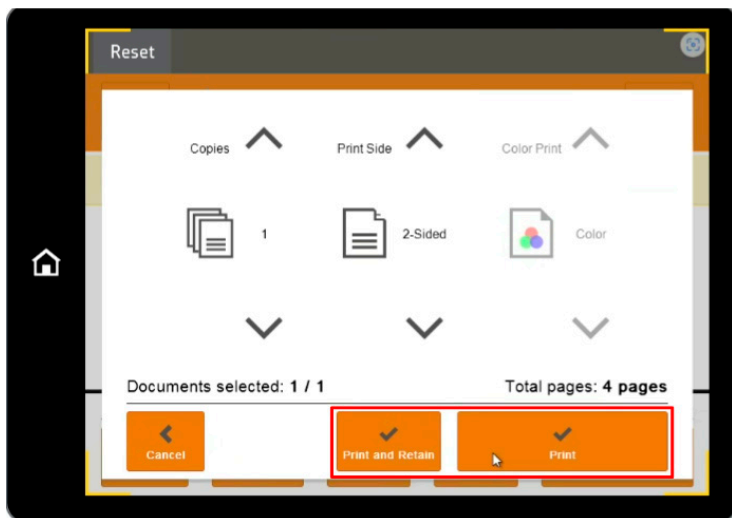 Reset
Copies
Print Side
Color Print
1
2-Sided
Color
Documents selected: 1 / 1
Total pages: 4 pages
Cancel
Print and Retain
Print